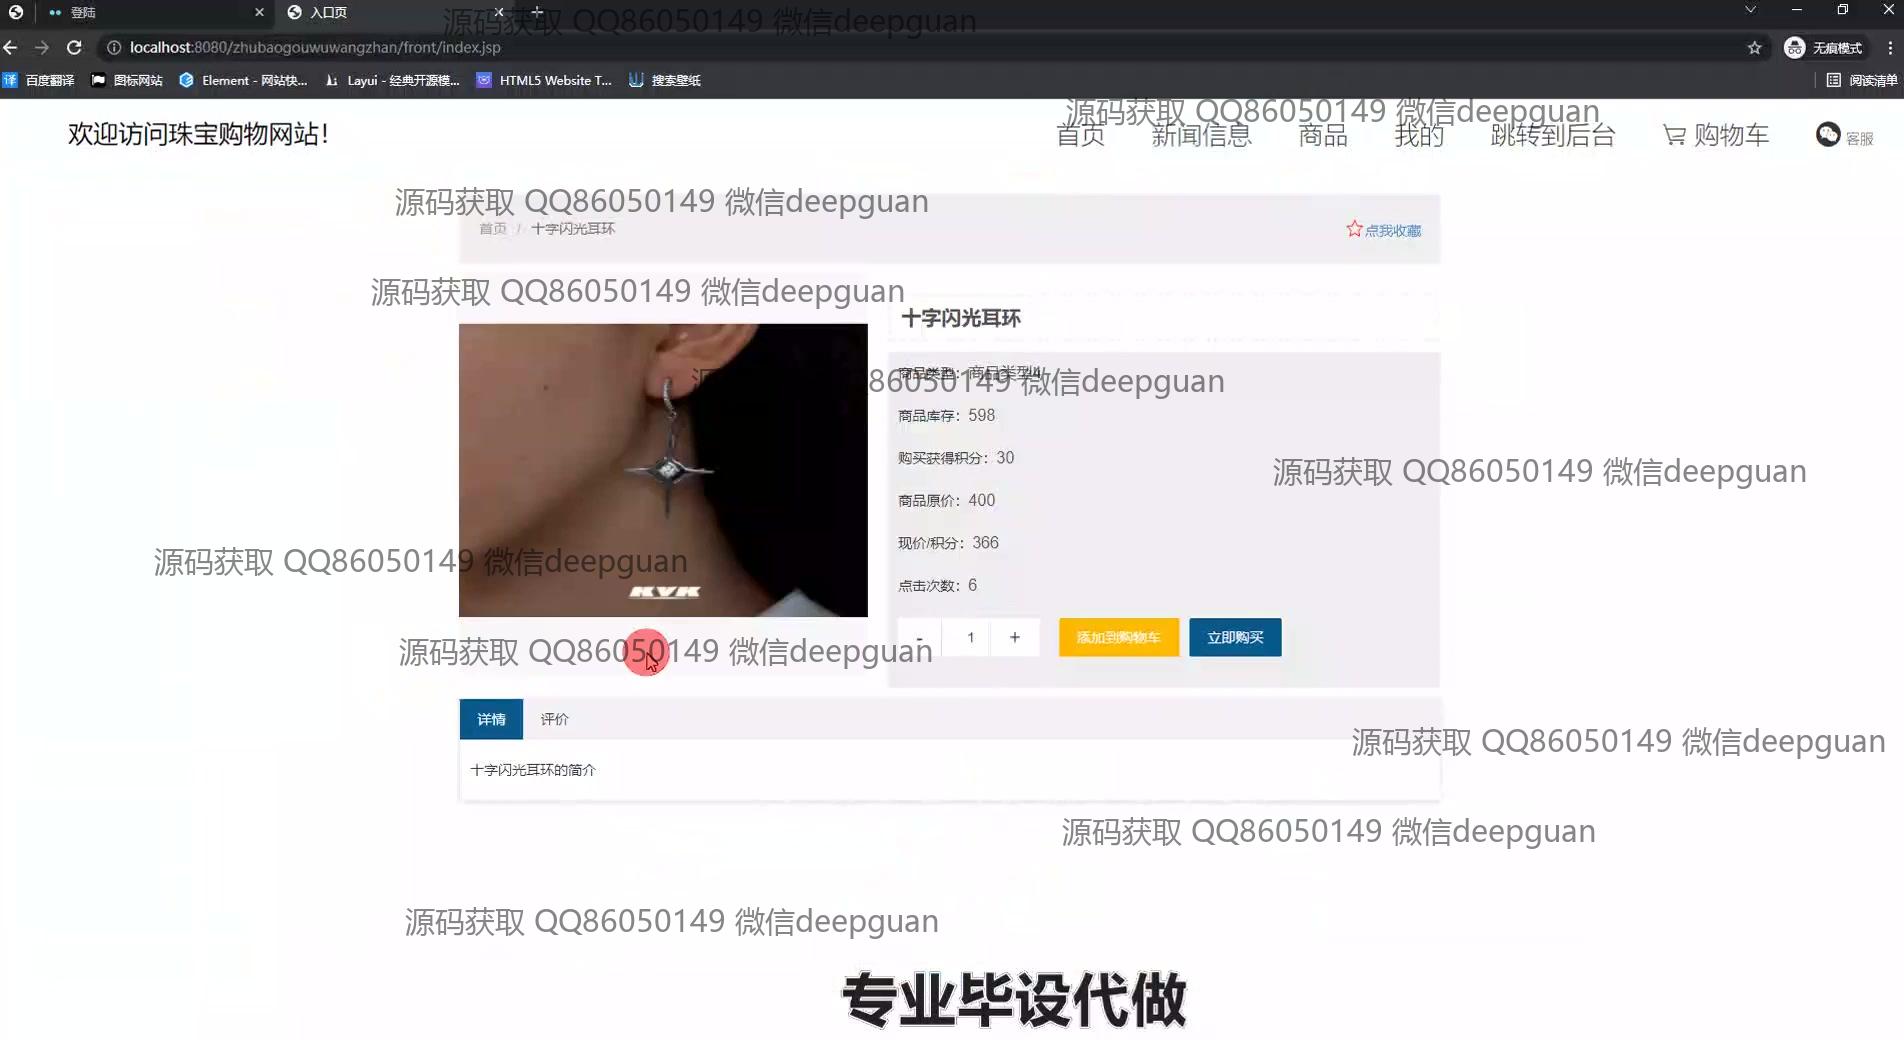 登陆
入口页
源码获取 QQ86050149 微信deepguan
localhost:8080/zhubaogouwuwangzhan/front/index.jsp
无痕模式
译 百度翻译
图标网站
Element - 网站快...
Layui - 经典开源模...
HTML5 Website T...
搜索壁纸
阅读清单
源码获取 QQ86050149 微信deepguan
欢迎访问珠宝购物网站!
首页
新闻信息
商品
我的
跳转到后台
购物车
客服
源码获取 QQ86050149 微信deepguan
首页 / 十字闪光耳环
点我收藏
源码获取 QQ86050149 微信deepguan
十字闪光耳环
商品类型：商品类型4
源码获取 QQ86050149 微信deepguan
商品库存：598
购买获得积分：30
源码获取 QQ86050149 微信deepguan
商品原价：400
现价/积分：366
源码获取 QQ86050149 微信deepguan
点击次数：6
KVK
- 1 +
添加到购物车
立即购买
源码获取 QQ86050149 微信deepguan
详情
评价
源码获取 QQ86050149 微信deepguan
十字闪光耳环的简介
源码获取 QQ86050149 微信deepguan
源码获取 QQ86050149 微信deepguan
专业毕设代做